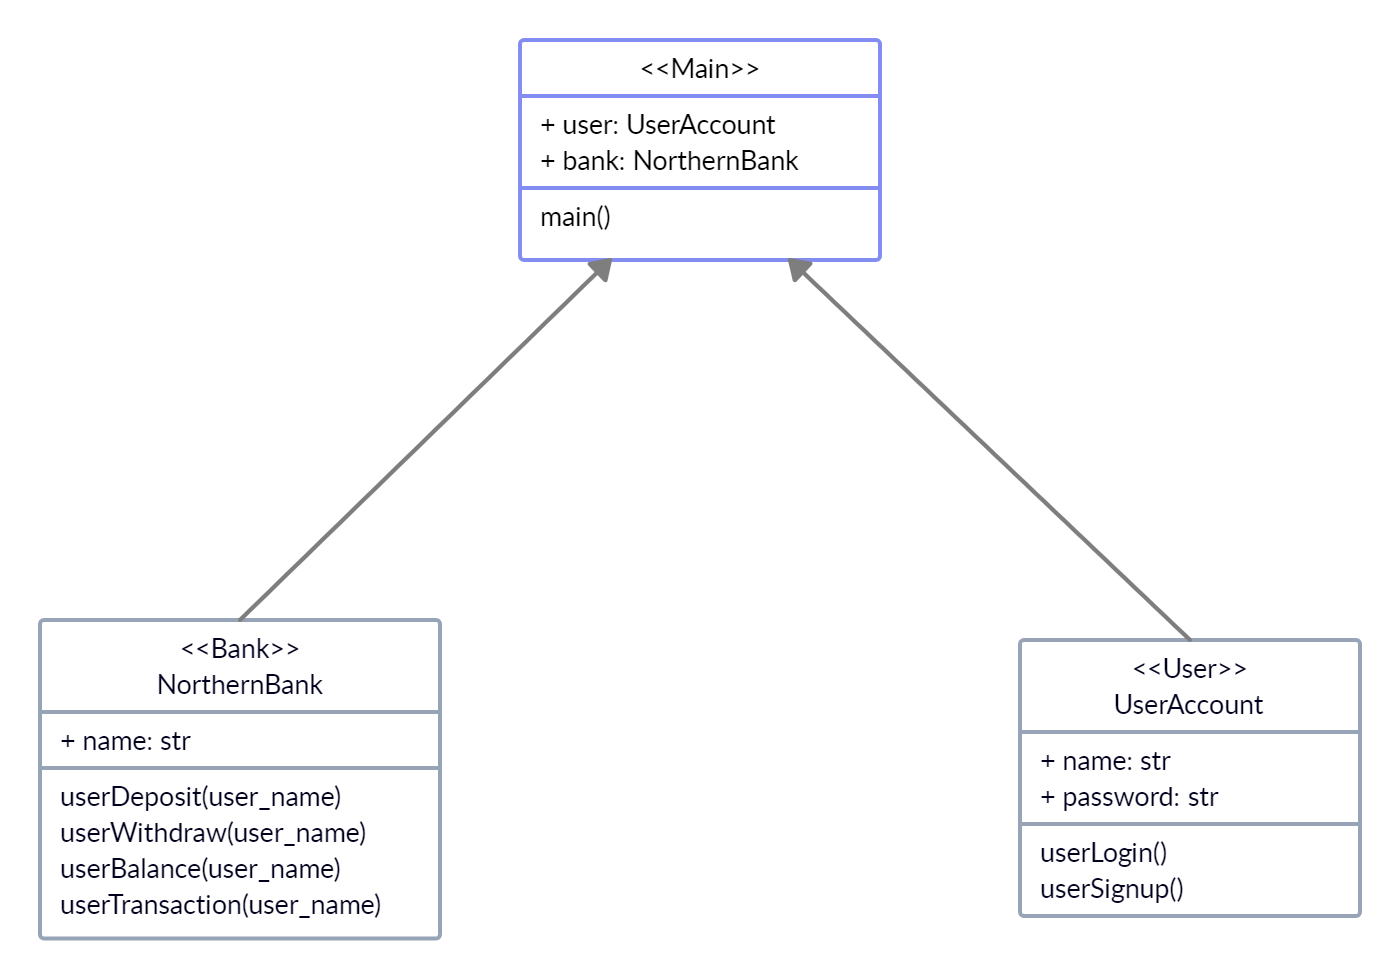 <<Main>>
+ user: UserAccount
+ bank: NorthernBank
main()
<<Bank>>
NorthernBank
+ name: str
userDeposit(user_name)
userWithdraw(user_name)
userBalance(user_name)
userTransaction(user_name)
<<User>>
UserAccount
+ name: str
+ password: str
userLogin()
userSignup()